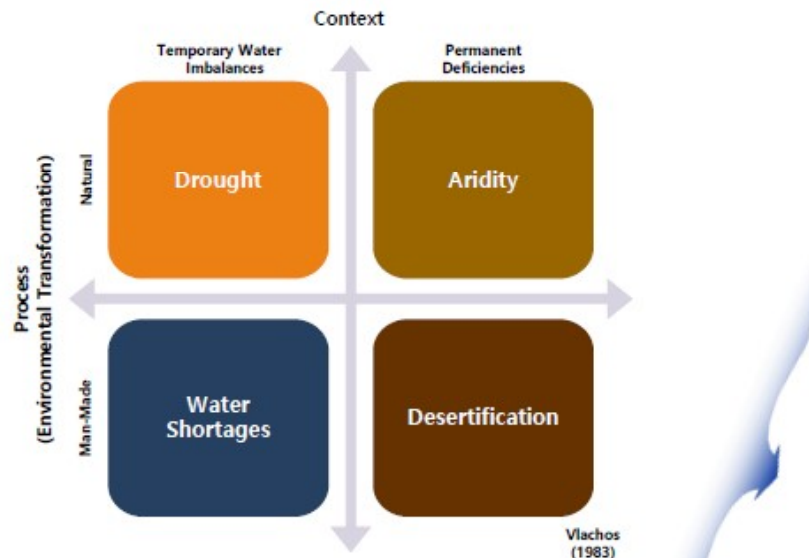 Context
Temporary Water
Imbalances
Permanent
Deficiencies
Process
(Environmental Transformation)
Natural
Drought
Aridity
Man-Made
Water
Shortages
Desertification
Vlachos
(1983)